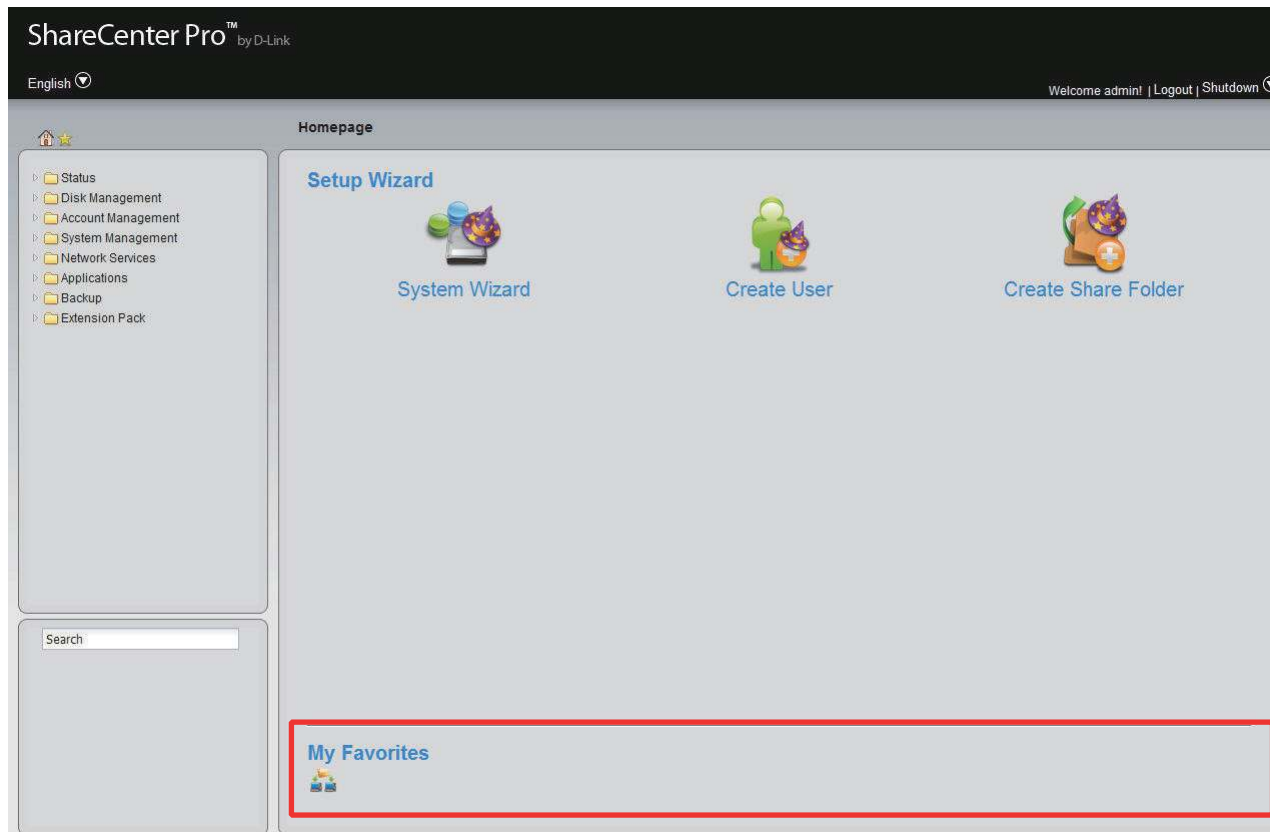 ShareCenter Pro™ by D-Link
English
Welcome admin! | Logout | Shutdown
Homepage
Status
Disk Management
Account Management
System Management
Network Services
Applications
Backup
Extension Pack
Search
Setup Wizard
System Wizard
Create User
Create Share Folder
My Favorites